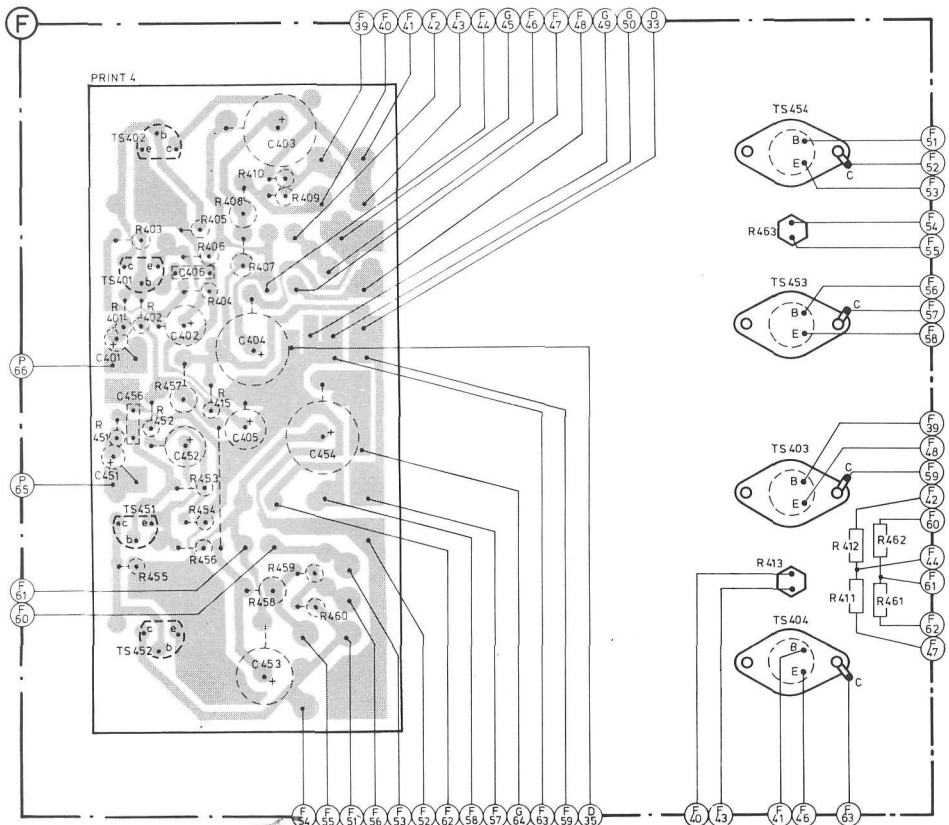 F
F 39 F 40 F 41 F 42 F 43 F 44 G 45 F 46 F 47 F 48 G 49 G 50 D 33
PRINT 4
TS402 e b c
C403 +
R410
R409
R408
R405
R403
R406
R407
C406
TS401 c e b
R404
R 401
R 402
C402 +
C404 +
C401 +
P 66
C456
R457
R 415
R 452
R 451
C405 +
C452 +
C454 +
C451 +
P 65
R453
TS451 c e b
R454
R456
R455
R459
R458
R460
F 61
F 60
TS452 c e b
C453 +
F 54 F 55 F 51 F 56 F 53 F 52 F 62 F 58 F 57 G 64 F 63 F 59 D 35
TS454
B
E
C
F 51
F 52
F 53
R463
F 54
F 55
TS453
B
E
C
F 56
F 57
F 58
TS403
B
E
C
F 39
F 48
F 59
F 42
F 60
R412
R462
F 44
R413
F 61
R411
R461
F 62
F 47
TS404
B
E
C
F 40 F 43 F 41 F 46 F 63